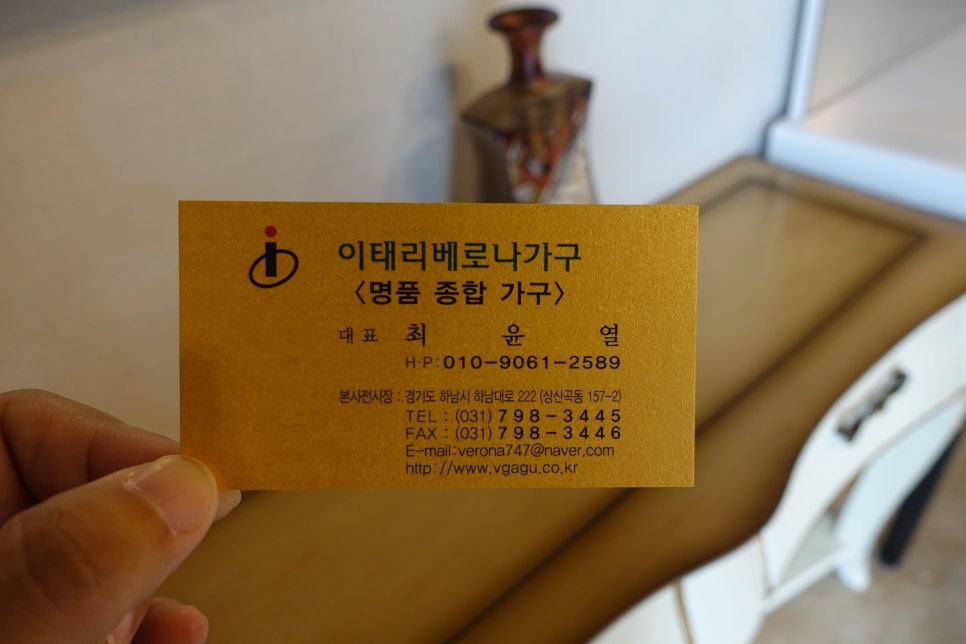 이태리베로나가구
〈명품 종합 가구〉
대표 최 윤 열
H·P:010-9061-2589
본사전시장 : 경기도 하남시 하남대로 222 (상산곡동 157-2)
TEL : (031) 798-3445
FAX : (031) 798-3446
E-mail:verona747@naver.com
http://www.vgagu.co.kr